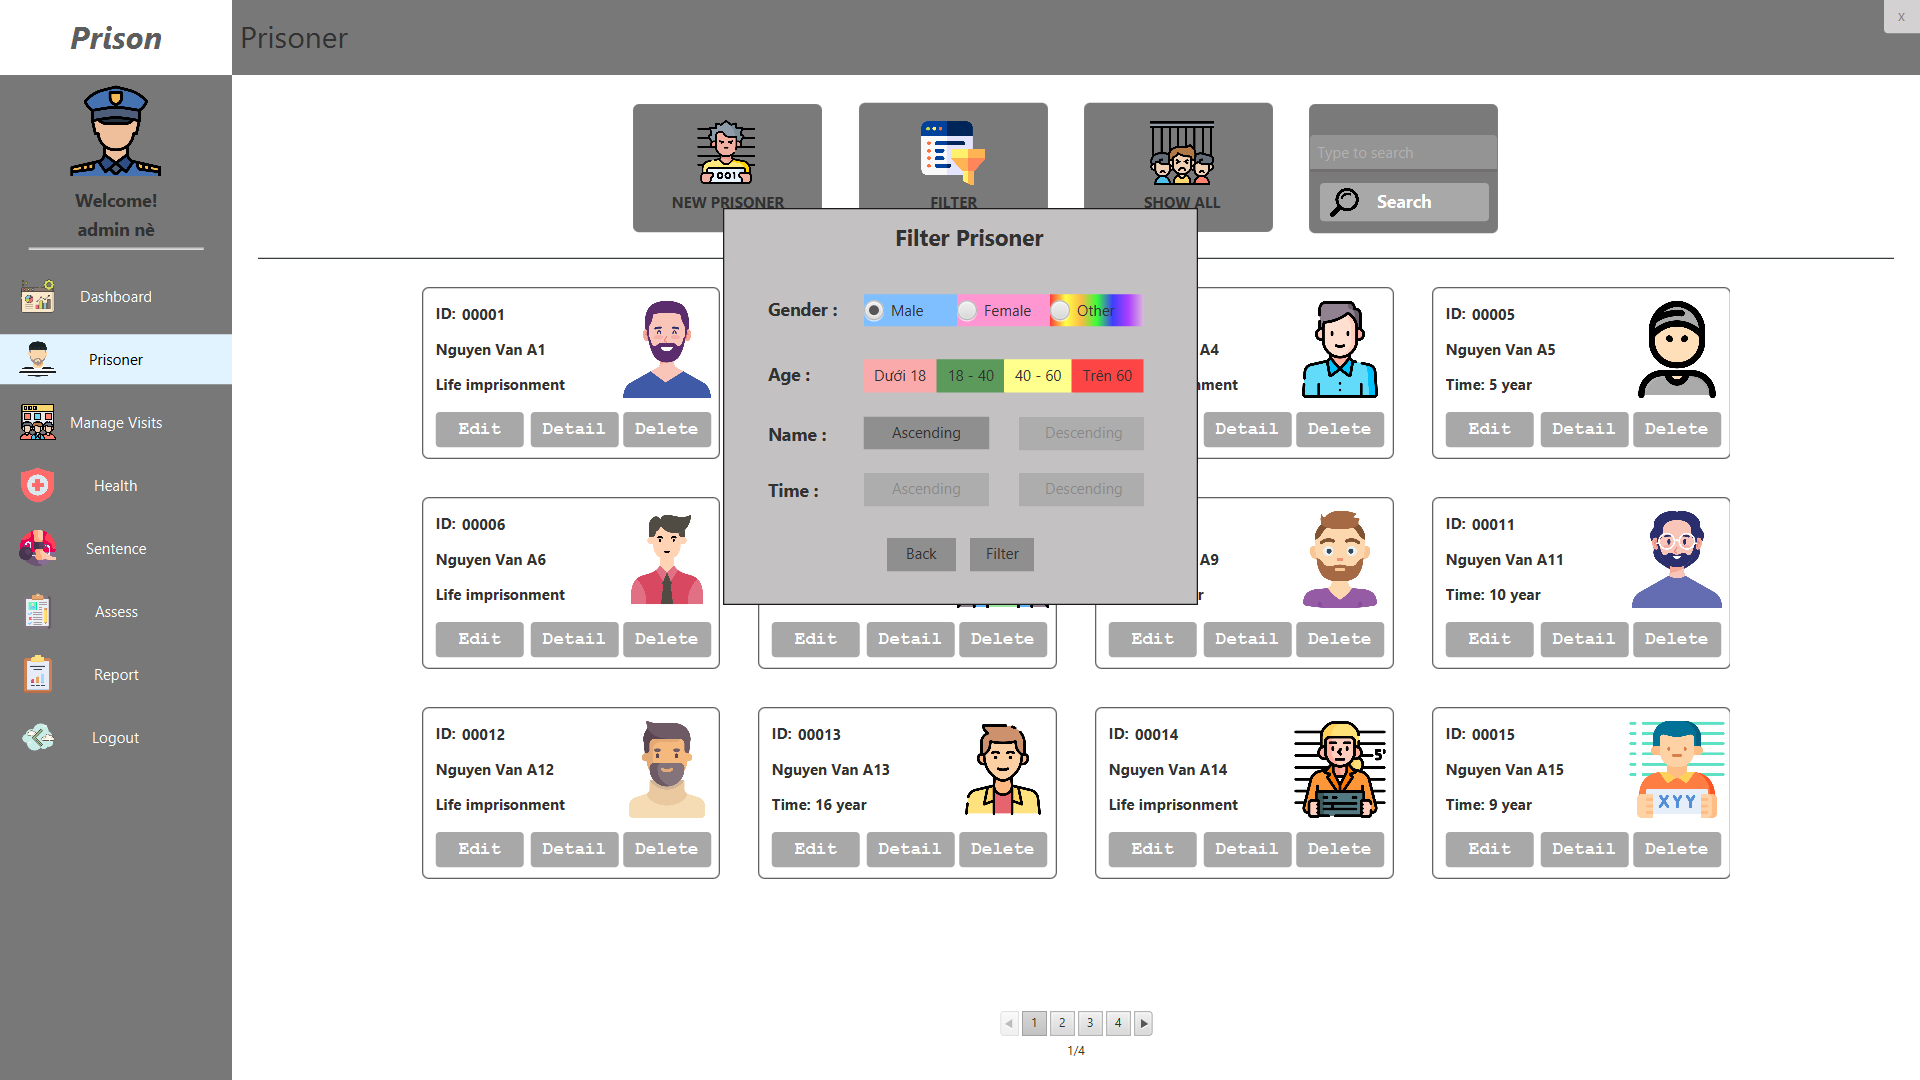 Prison
Prisoner
x
Welcome!
admin nè
Dashboard
Prisoner
Manage Visits
Health
Sentence
Assess
Report
Logout
NEW PRISONER
FILTER
SHOW ALL
Type to search
Search
Filter Prisoner
Gender :
Male
Female
Other
Age :
Dưới 18
18 - 40
40 - 60
Trên 60
Name :
Ascending
Descending
Time :
Ascending
Descending
Back
Filter
ID: 00001
Nguyen Van A1
Life imprisonment
Edit
Detail
Delete
A4
nment
Detail
Delete
ID: 00005
Nguyen Van A5
Time: 5 year
Edit
Detail
Delete
ID: 00006
Nguyen Van A6
Life imprisonment
Edit
Detail
Delete
Edit
Detail
Delete
A9
r
Edit
Detail
Delete
ID: 00011
Nguyen Van A11
Time: 10 year
Edit
Detail
Delete
ID: 00012
Nguyen Van A12
Life imprisonment
Edit
Detail
Delete
ID: 00013
Nguyen Van A13
Time: 16 year
Edit
Detail
Delete
ID: 00014
Nguyen Van A14
Life imprisonment
5'
Edit
Detail
Delete
ID: 00015
Nguyen Van A15
Time: 9 year
XYY
Edit
Detail
Delete
1
2
3
4
1/4